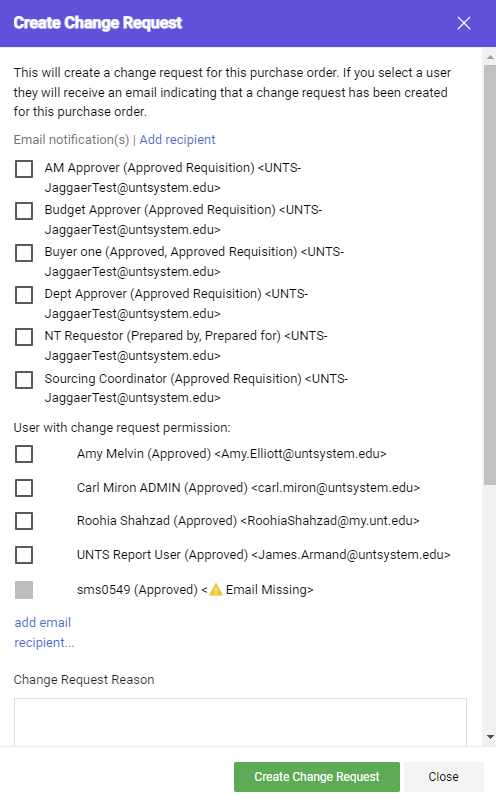 Create Change Request
This will create a change request for this purchase order. If you select a user
they will receive an email indicating that a change request has been created
for this purchase order.
Email notification(s) | Add recipient
AM Approver (Approved Requisition) <UNTS-
JaggaerTest@untsystem.edu>
Budget Approver (Approved Requisition) <UNTS-
JaggaerTest@untsystem.edu>
Buyer one (Approved, Approved Requisition) <UNTS-
JaggaerTest@untsystem.edu>
Dept Approver (Approved Requisition) <UNTS-
JaggaerTest@untsystem.edu>
NT Requestor (Prepared by, Prepared for) <UNTS-
JaggaerTest@untsystem.edu>
Sourcing Coordinator (Approved Requisition) <UNTS-
JaggaerTest@untsystem.edu>
User with change request permission:
Amy Melvin (Approved) <Amy.Elliott@untsystem.edu>
Carl Miron ADMIN (Approved) <carl.miron@untsystem.edu>
Roohia Shahzad (Approved) <RoohiaShahzad@my.unt.edu>
UNTS Report User (Approved) <James.Armand@untsystem.edu>
sms0549 (Approved) <⚠ Email Missing>
add email
recipient...
Change Request Reason
Create Change Request Close